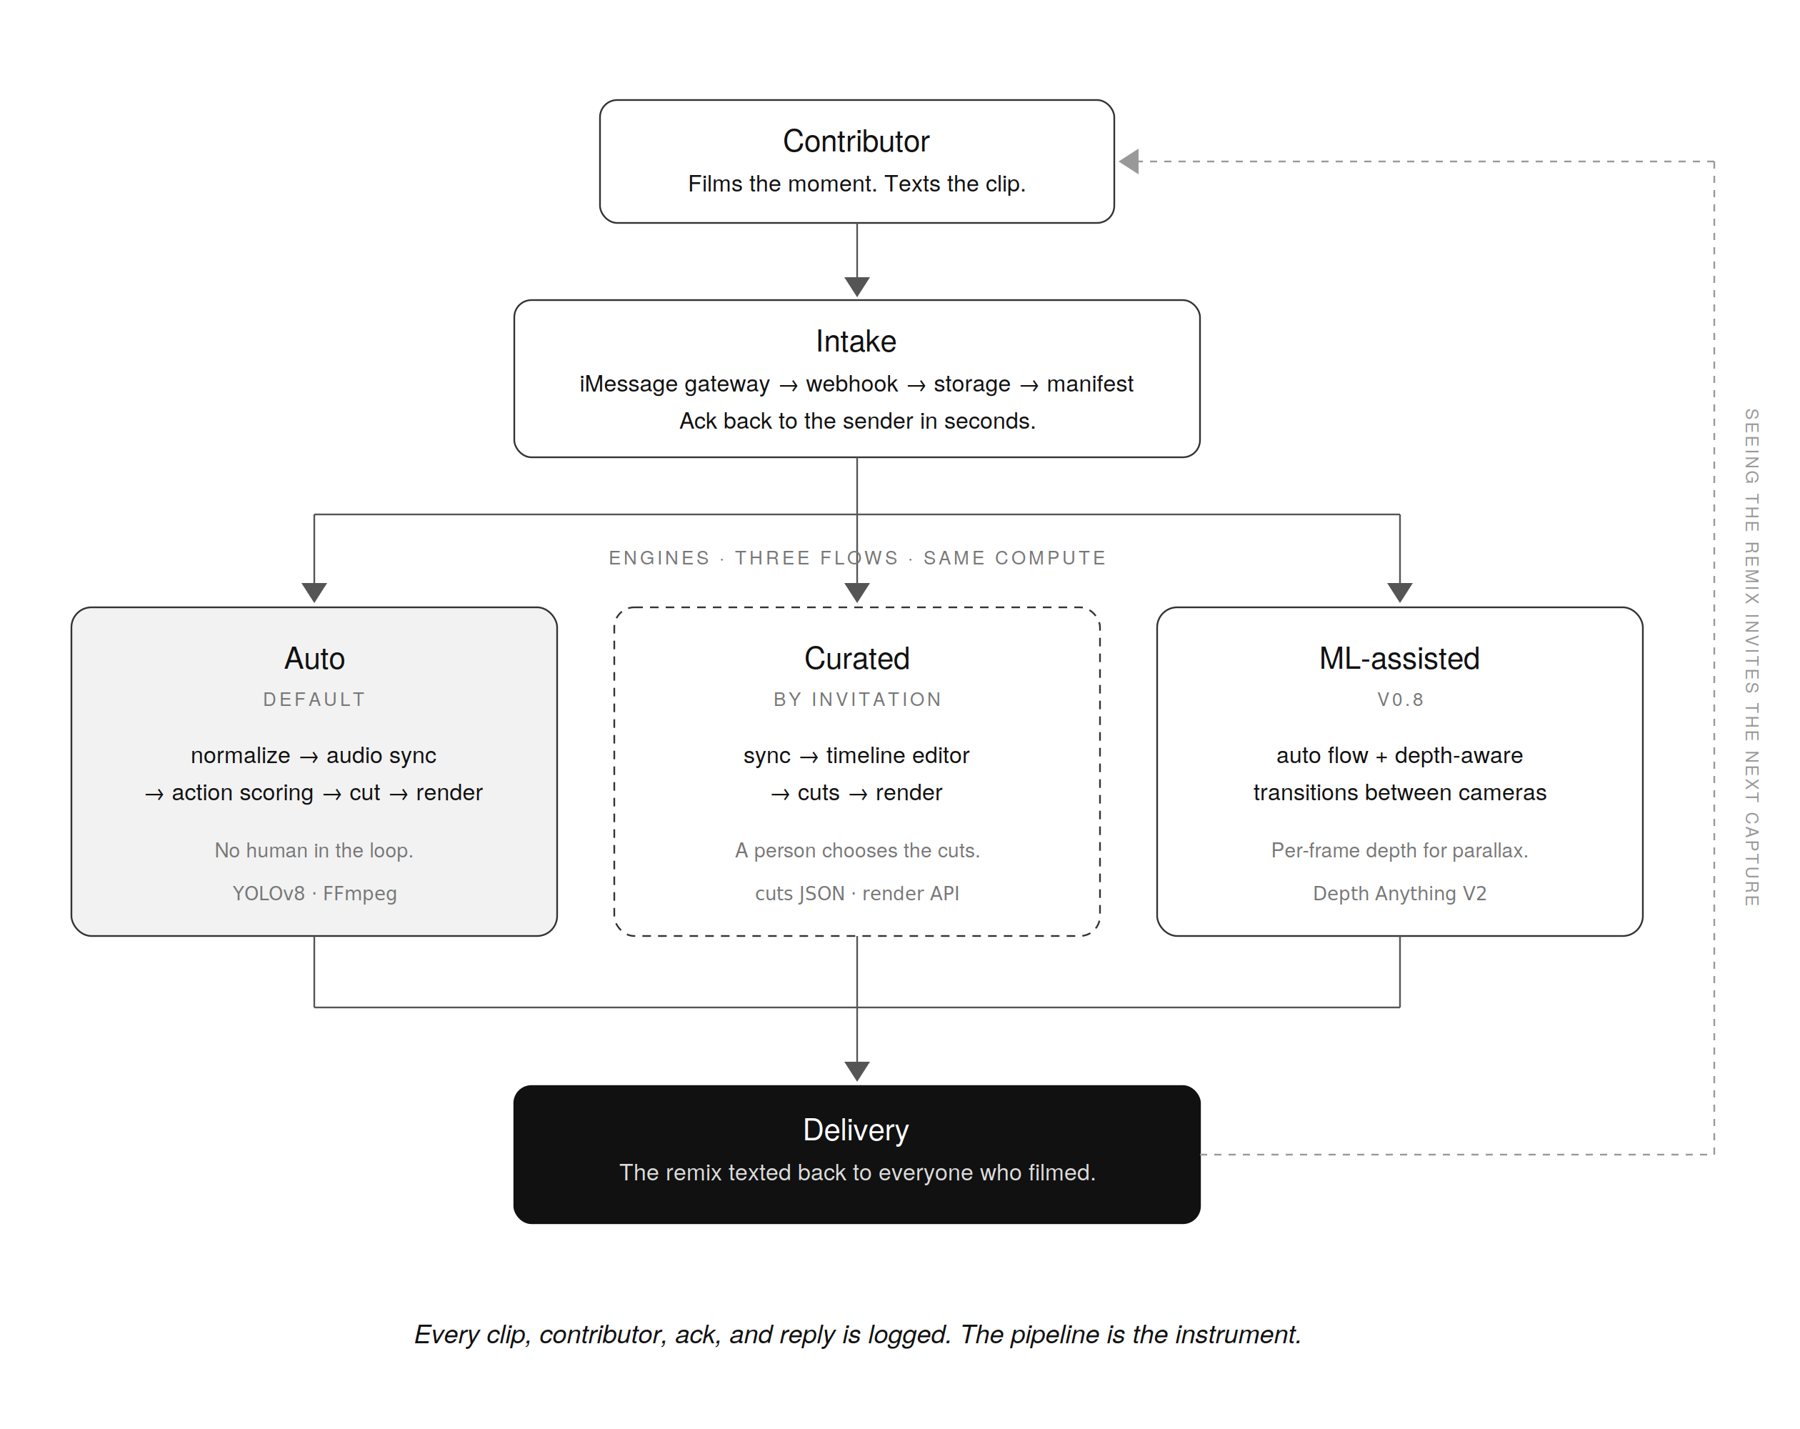 Contributor
Films the moment. Texts the clip.
Intake
iMessage gateway → webhook → storage → manifest
Ack back to the sender in seconds.
ENGINES · THREE FLOWS · SAME COMPUTE
Auto
DEFAULT
normalize → audio sync
→ action scoring → cut → render
No human in the loop.
YOLOv8 · FFmpeg
Curated
BY INVITATION
sync → timeline editor
→ cuts → render
A person chooses the cuts.
cuts JSON · render API
ML-assisted
V0.8
auto flow + depth-aware
transitions between cameras
Per-frame depth for parallax.
Depth Anything V2
SEEING THE REMIX INVITES THE NEXT CAPTURE
Delivery
The remix texted back to everyone who filmed.
Every clip, contributor, ack, and reply is logged. The pipeline is the instrument.